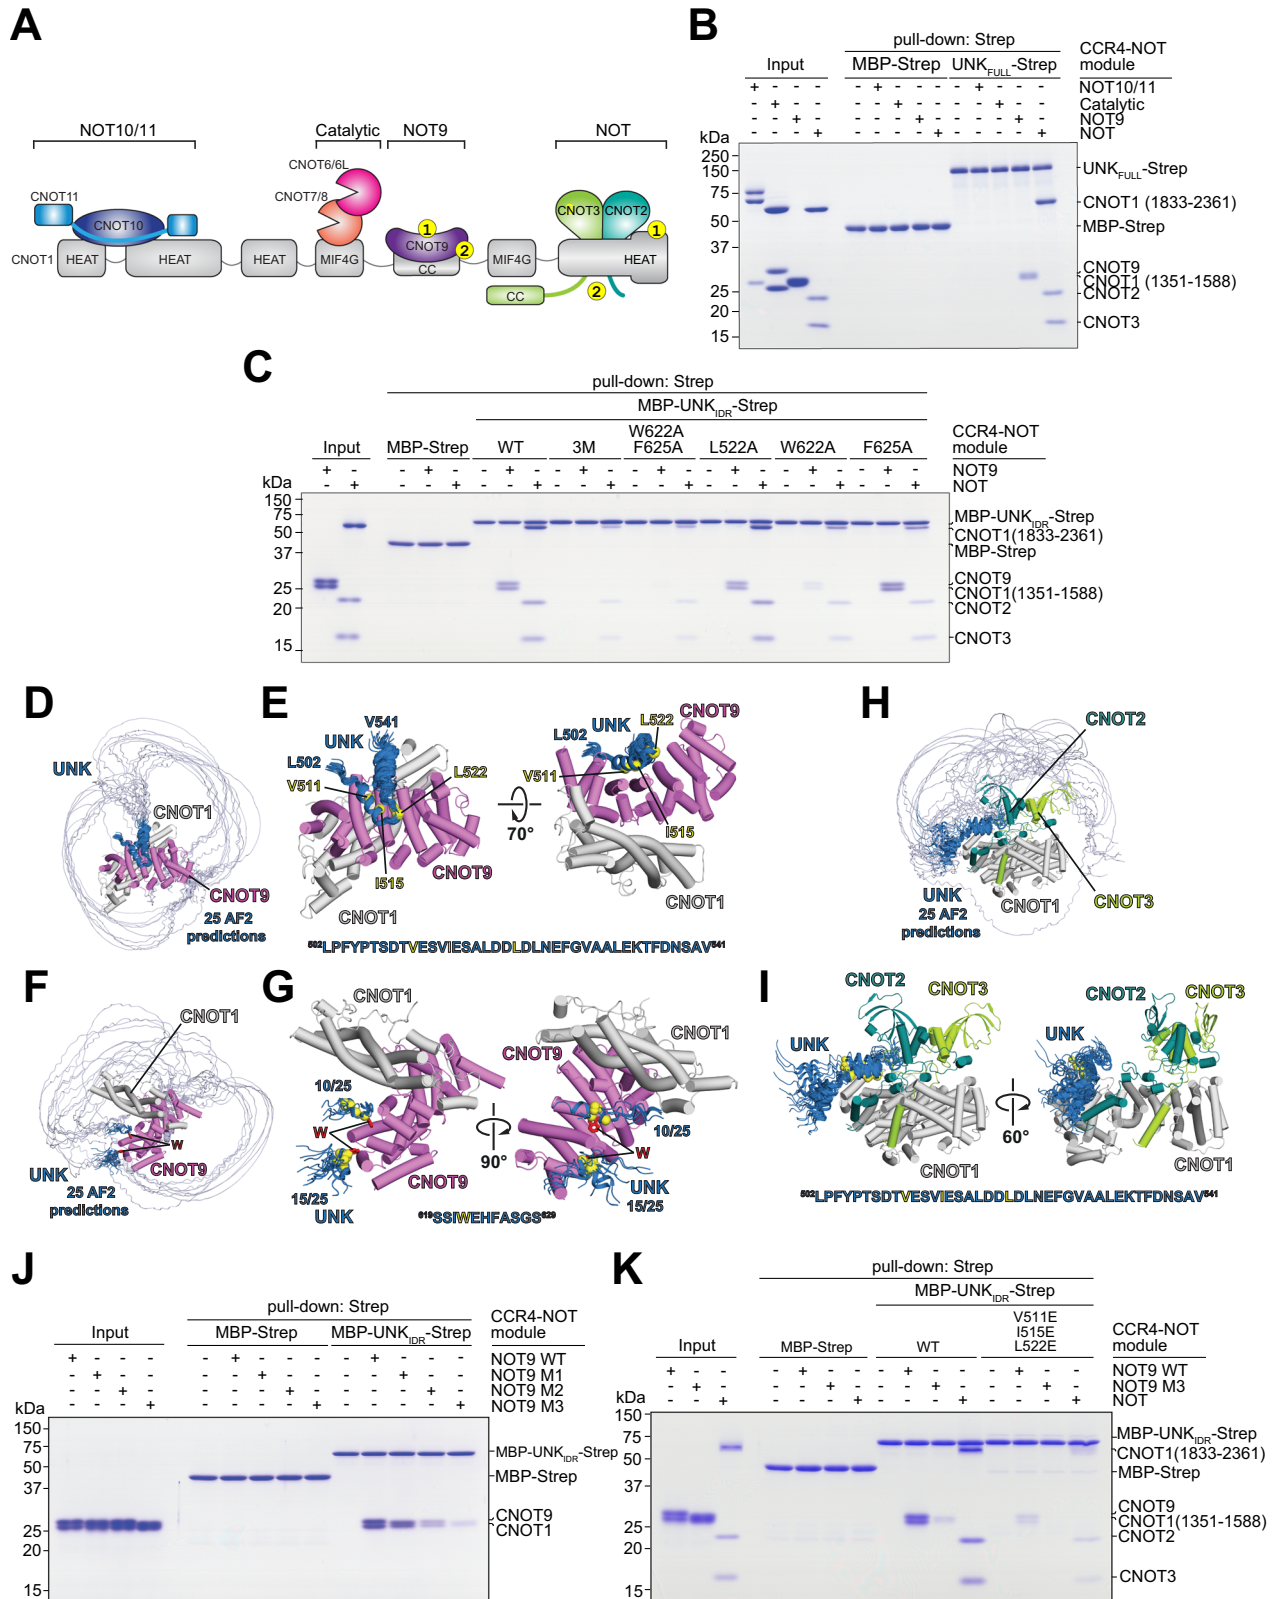 A
NOT10/11
Catalytic
NOT9
NOT
CNOT6/6L
CNOT7/8
CNOT11
CNOT10
CNOT3
CNOT2
1
1
CNOT9
2
CNOT1
HEAT
HEAT
HEAT
MIF4G
CC
MIF4G
HEAT
CC
2
B
pull-down: Strep
CCR4-NOT
module
Input
MBP-Strep
UNKFULL-Strep
+ - - - - + - - - - + - - - NOT10/11
- + - - - - + - - - - + - - Catalytic
- - + - - - - + - - - - + - NOT9
- - - + - - - - + - - - - + NOT
kDa
250
150
75
50
37
25
20
15
UNKFULL-Strep
CNOT1 (1833-2361)
MBP-Strep
CNOT9
CNOT1 (1351-1588)
CNOT2
CNOT3
C
pull-down: Strep
MBP-UNKIDR-Strep
Input
MBP-Strep
WT
3M
W622A
F625A
L522A
W622A
F625A
CCR4-NOT
module
+ - - + - - + - - + - - + - - + - - + - - + - NOT9
- + - - + - - + - - + - - + - - + - - + - - + NOT
kDa
150
75
50
37
25
20
15
MBP-UNKIDR-Strep
CNOT1(1833-2361)
MBP-Strep
CNOT9
CNOT1(1351-1588)
CNOT2
CNOT3
D
UNK
CNOT1
CNOT9
25 AF2
predictions
E
V541
UNK
L502
V511
L522
I515
CNOT9
CNOT1
70°
CNOT9
UNK
L522
L502
V511
I515
CNOT1
502LPFYPTSDTVESVIESALDDLDLNEFGVAALEKTFDNSAV541
F
CNOT1
W
UNK
CNOT9
25 AF2
predictions
G
CNOT1
10/25
W
15/25
UNK
CNOT9
90°
CNOT1
CNOT9
10/25
W
UNK
15/25
619SSIWEHFASGS629
H
CNOT2
UNK
CNOT1
CNOT3
25 AF2
predictions
I
CNOT2
CNOT3
UNK
CNOT1
60°
CNOT2
CNOT3
UNK
CNOT1
502LPFYPTSDTVESVIESALDDLDLNEFGVAALEKTFDNSAV541
J
pull-down: Strep
Input
MBP-Strep
MBP-UNKIDR-Strep
CCR4-NOT
module
+ - - - - + - - - - + - - - NOT9 WT
- + - - - - + - - - - + - - NOT9 M1
- - + - - - - + - - - - + - NOT9 M2
- - - + - - - - + - - - - + NOT9 M3
kDa
150
75
50
37
25
20
15
MBP-UNKIDR-Strep
MBP-Strep
CNOT9
CNOT1
K
pull-down: Strep
MBP-UNKIDR-Strep
Input
MBP-Strep
WT
V511E
I515E
L522E
CCR4-NOT
module
+ - - - + - - - + - - - + - - NOT9 WT
- + - - - + - - - + - - - + - NOT9 M3
- - + - - - + - - - + - - - + NOT
kDa
150
75
50
37
25
20
15
MBP-UNKIDR-Strep
CNOT1(1833-2361)
MBP-Strep
CNOT9
CNOT1(1351-1588)
CNOT2
CNOT3